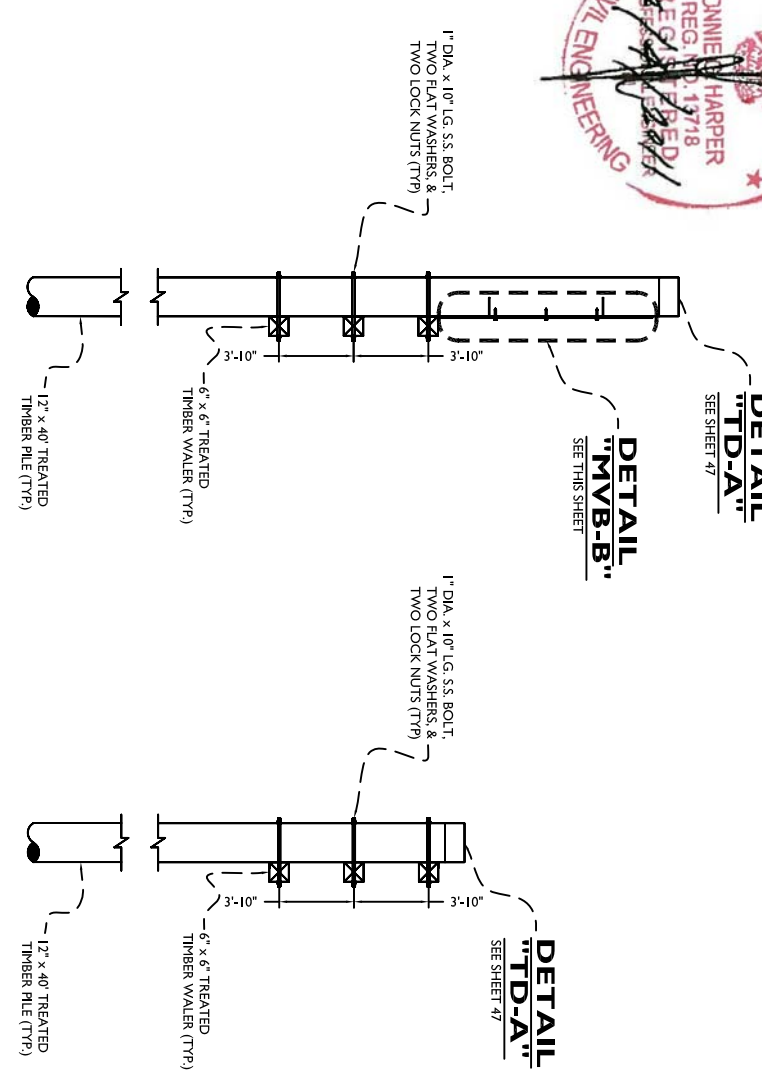 ONNIE
HARPER
REG. NO. 13718
REGISTERED
CIVIL ENGINEERING
1" DIA. x 10" LG. S.S. BOLT,
TWO FLAT WASHERS, &
TWO LOCK NUTS (TYP)
3'-10"
3'-10"
6" x 6" TREATED
TIMBER WALER (TYP.)
12" x 40' TREATED
TIMBER PILE (TYP.)
DETAIL
"TD-A"
SEE SHEET 47
DETAIL
"MVB-B"
SEE THIS SHEET
1" DIA. x 10" LG. S.S. BOLT,
TWO FLAT WASHERS, &
TWO LOCK NUTS (TYP)
3'-10"
3'-10"
6" x 6" TREATED
TIMBER WALER (TYP.)
12" x 40' TREATED
TIMBER PILE (TYP.)
DETAIL
"TD-A"
SEE SHEET 47